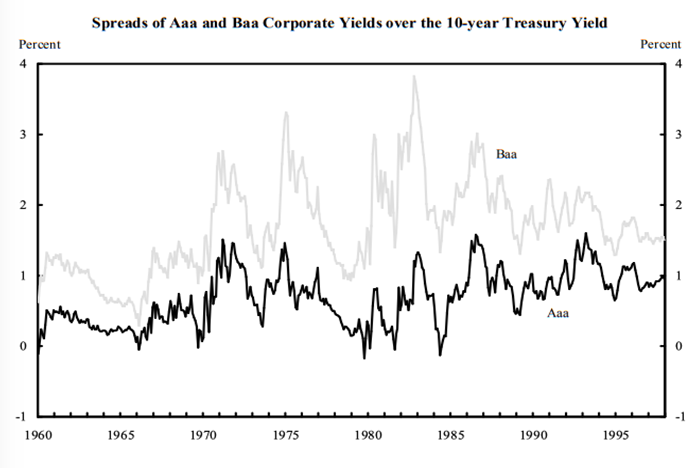 Spreads of Aaa and Baa Corporate Yields over the 10-year Treasury Yield
Percent Percent
4 4
3 3
Baa
2 2
1 1
Aaa
0 0
-1 -1
1960 1965 1970 1975 1980 1985 1990 1995